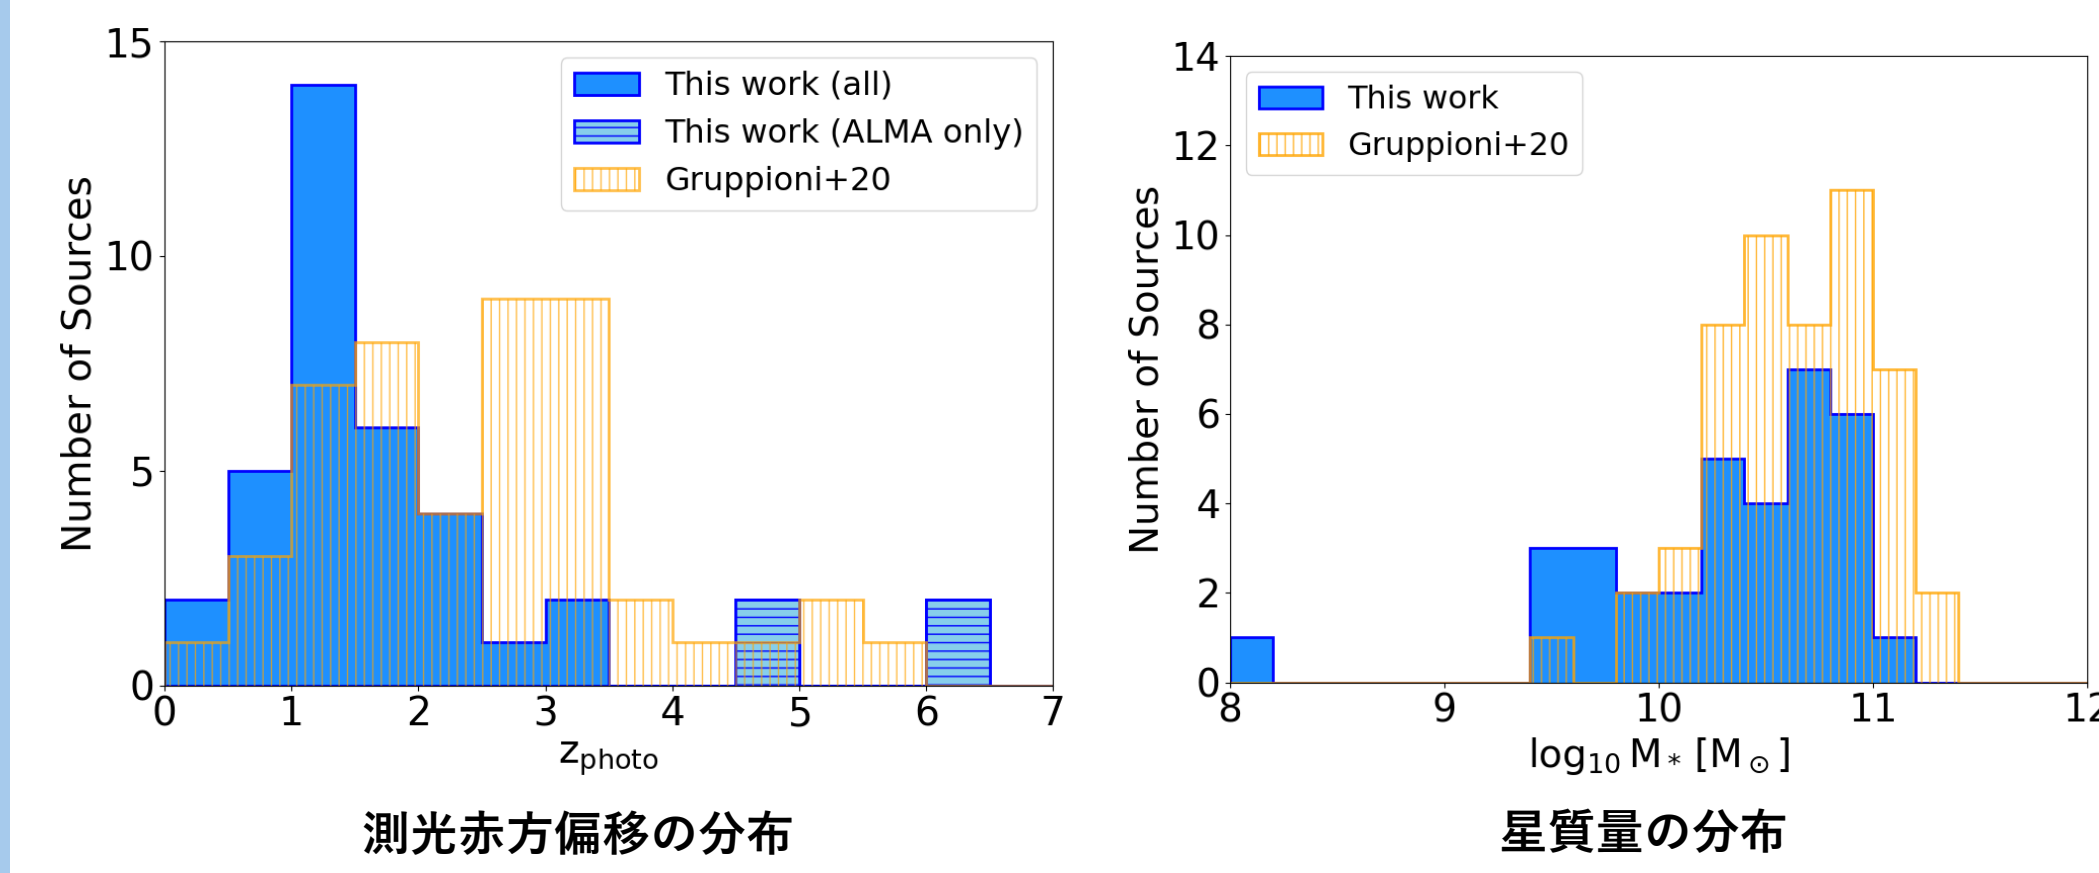 15
10
5
0
Number of Sources
This work (all)
This work (ALMA only)
Gruppioni+20
0 1 2 3 4 5 6 7
z_photo
測光赤方偏移の分布
14
12
10
8
6
4
2
0
Number of Sources
This work
Gruppioni+20
8 9 10 11 12
log₁₀ M* [M⊙]
星質量の分布